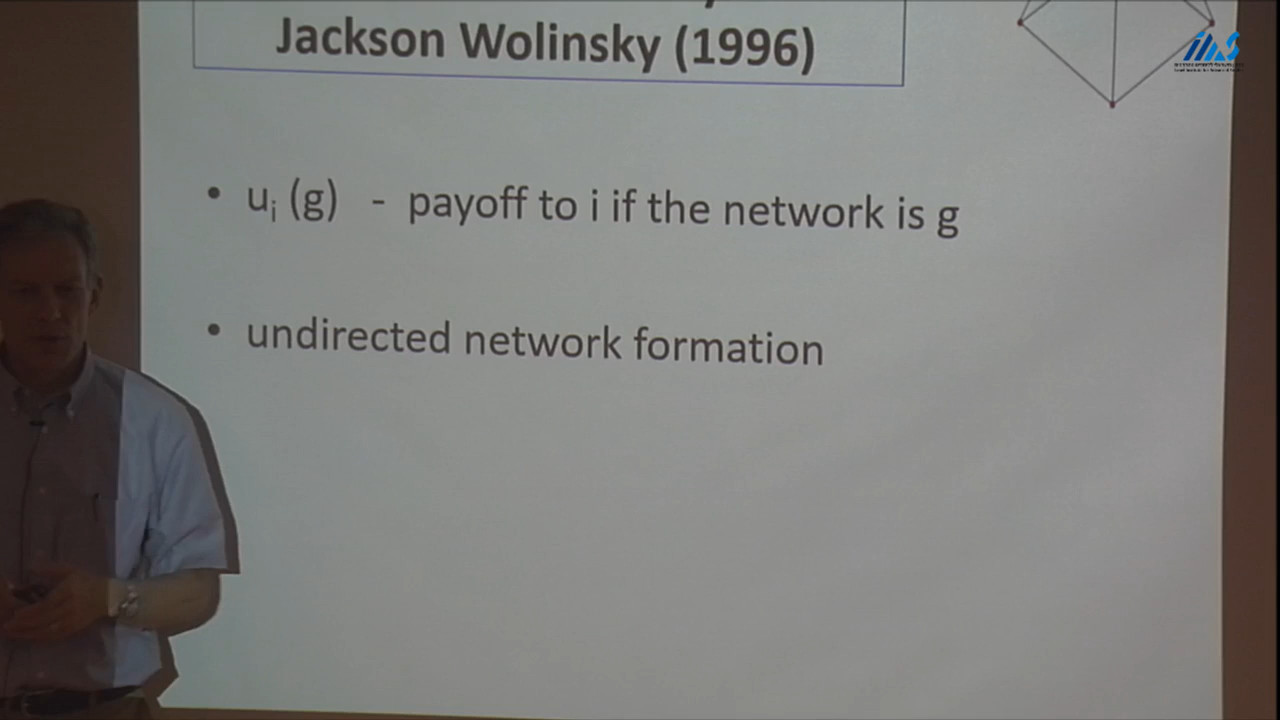 Jackson Wolinsky (1996)
• uᵢ (g) - payoff to i if the network is g
• undirected network formation